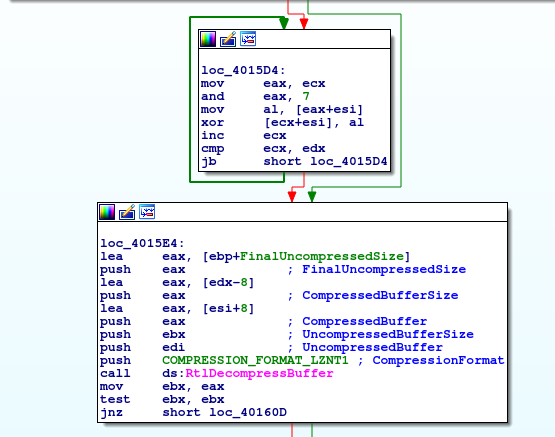 loc_4015D4:
mov eax, ecx
and eax, 7
mov al, [eax+esi]
xor [ecx+esi], al
inc ecx
cmp ecx, edx
jb short loc_4015D4
loc_4015E4:
lea eax, [ebp+FinalUncompressedSize]
push eax ; FinalUncompressedSize
lea eax, [edx-8]
push eax ; CompressedBufferSize
lea eax, [esi+8]
push eax ; CompressedBuffer
push ebx ; UncompressedBufferSize
push edi ; UncompressedBuffer
push COMPRESSION_FORMAT_LZNT1 ; CompressionFormat
call ds:RtlDecompressBuffer
mov ebx, eax
test ebx, ebx
jnz short loc_40160D